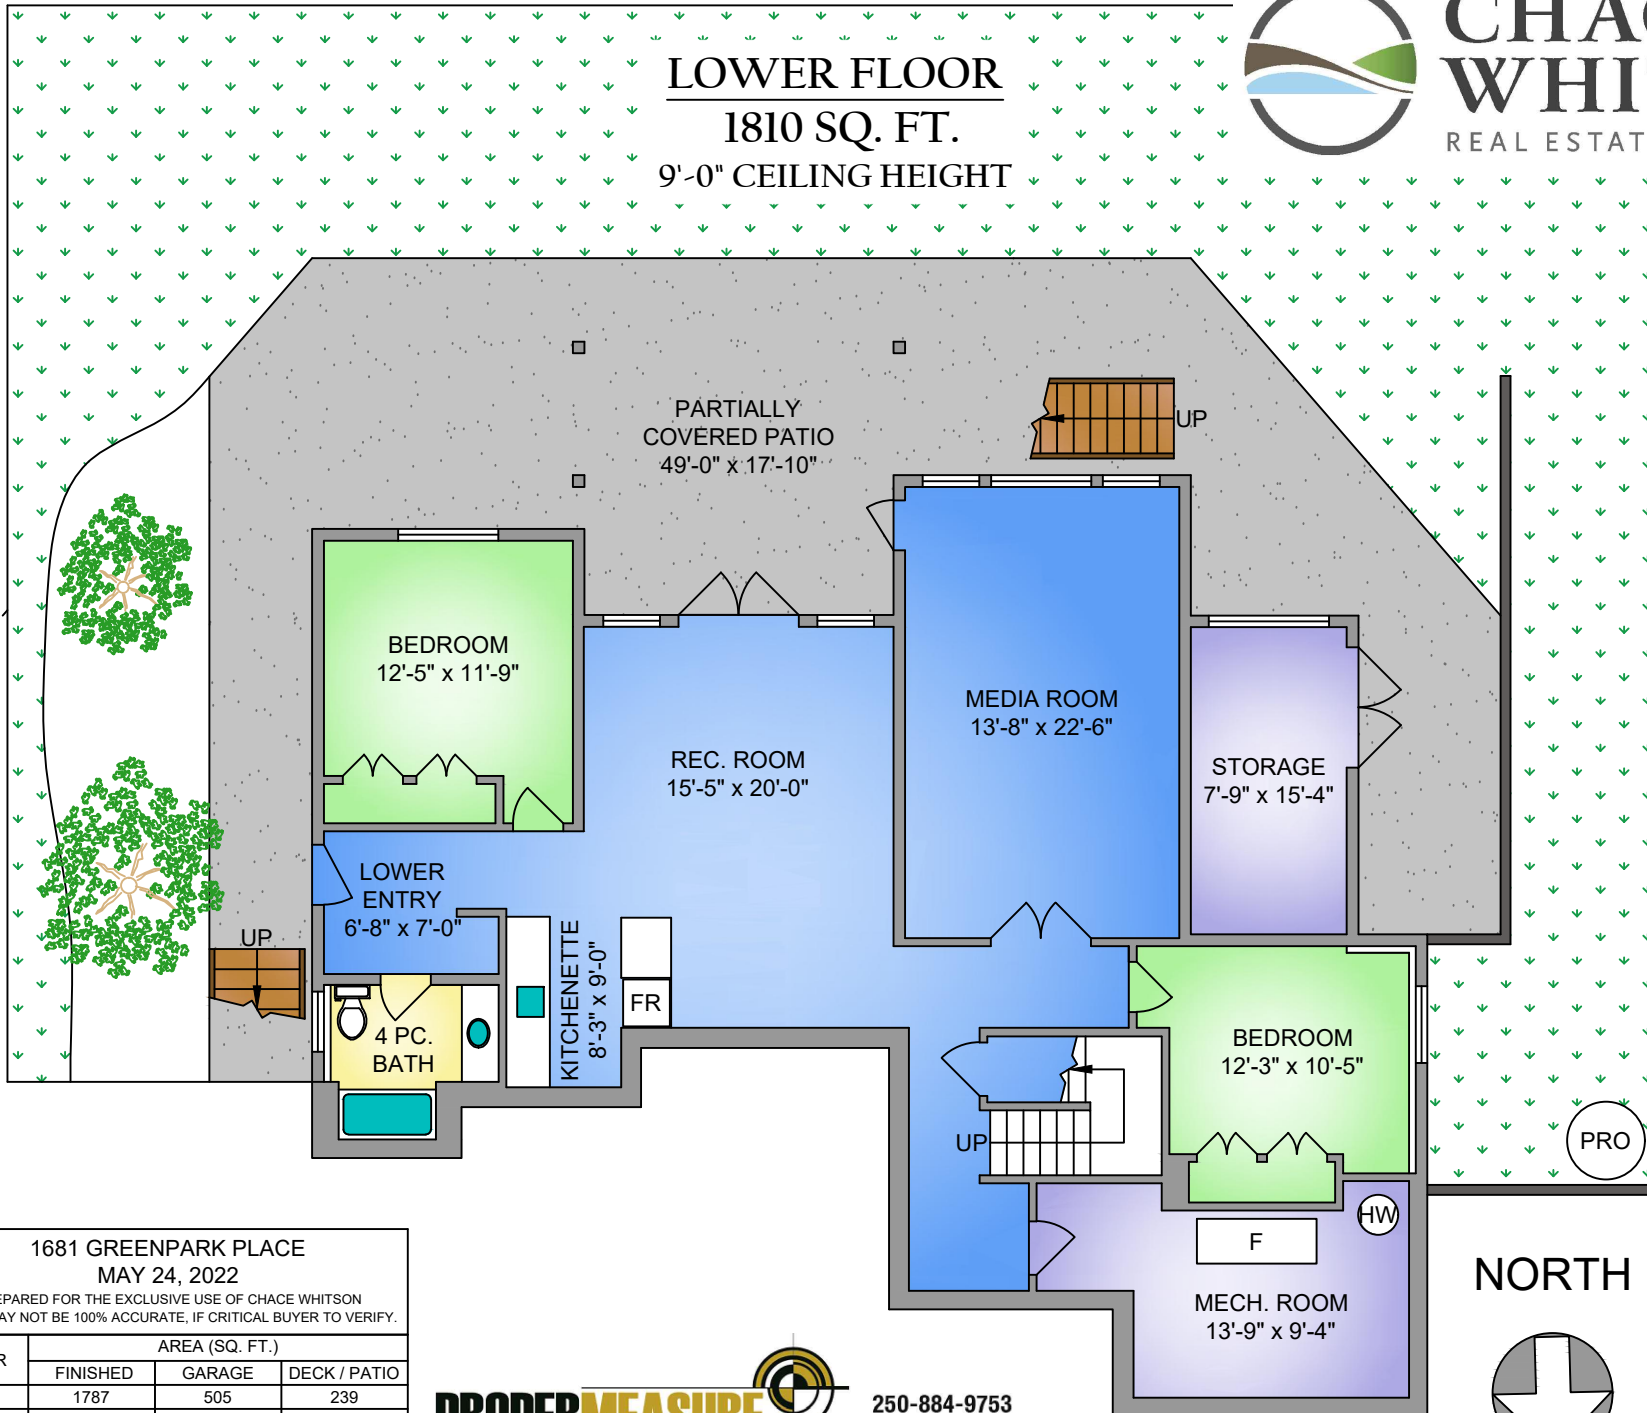 LOWER FLOOR
1810 SQ. FT.
9'-0" CEILING HEIGHT
REAL ESTAT
PARTIALLY
COVERED PATIO
49'-0" x 17'-10"
UP
BEDROOM
12'-5" x 11'-9"
MEDIA ROOM
13'-8" x 22'-6"
REC. ROOM
15'-5" x 20'-0"
STORAGE
7'-9" x 15'-4"
LOWER
ENTRY
6'-8" x 7'-0"
UP
KITCHENETTE
8'-3" x 9'-0"
FR
4 PC.
BATH
BEDROOM
12'-3" x 10'-5"
UP
PRO
HW
F
MECH. ROOM
13'-9" x 9'-4"
NORTH
1681 GREENPARK PLACE
MAY 24, 2022
EPARED FOR THE EXCLUSIVE USE OF CHACE WHITSON
AY NOT BE 100% ACCURATE, IF CRITICAL BUYER TO VERIFY.
R
AREA (SQ. FT.)
FINISHED GARAGE DECK / PATIO
1787 505 239
PROPERMEASURE
250-884-9753